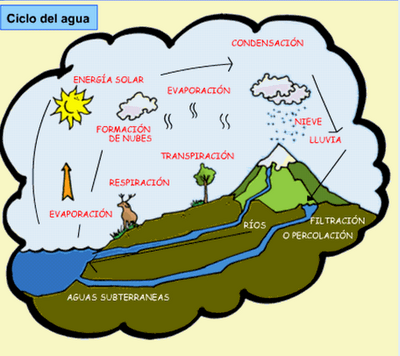 Ciclo del agua
CONDENSACIÓN
ENERGÍA SOLAR
EVAPORACIÓN
FORMACIÓN
DE NUBES
NIEVE
LLUVIA
TRANSPIRACIÓN
RESPIRACIÓN
EVAPORACIÓN
RÍOS
FILTRACIÓN
O PERCOLACIÓN
AGUAS SUBTERRANEAS